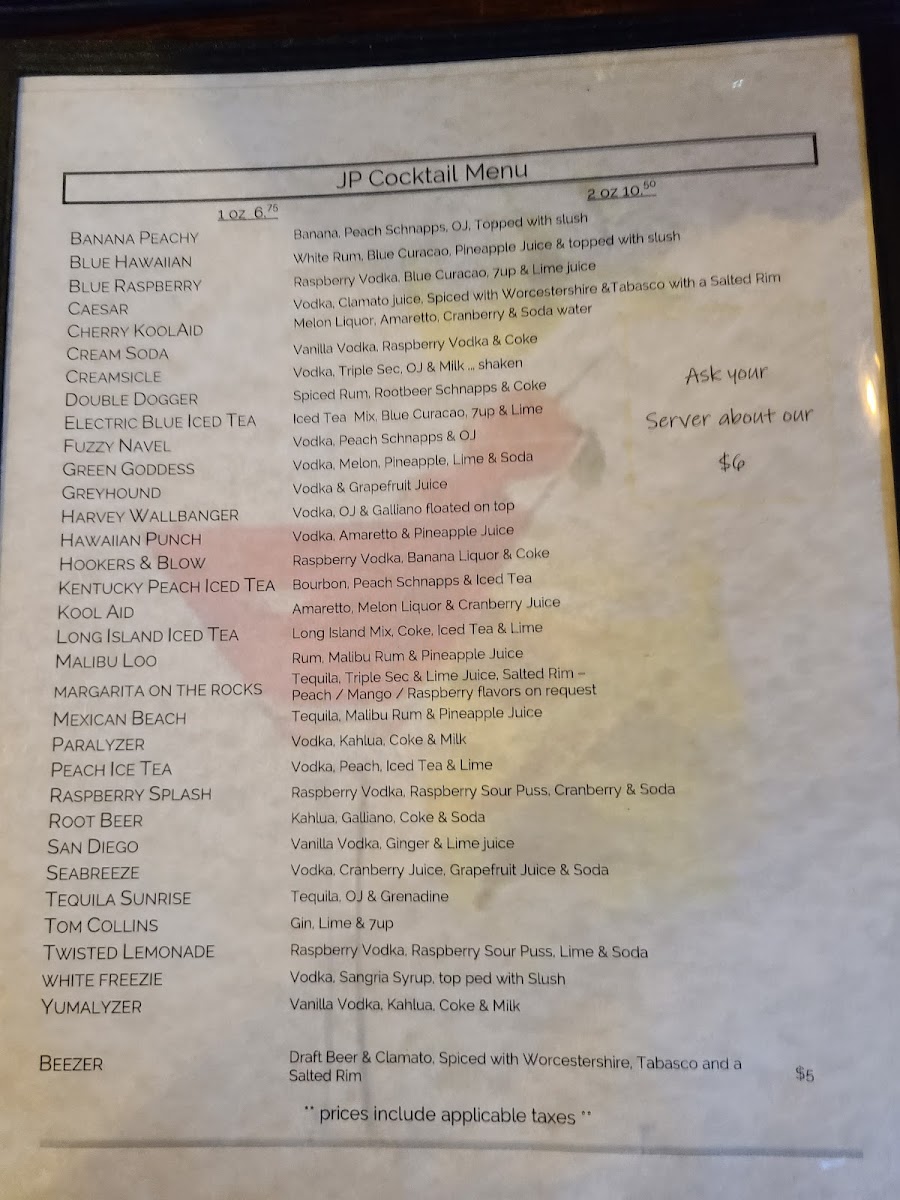 JP Cocktail Menu
1 oz 6.75 2 oz 10.50
BANANA PEACHY Banana, Peach Schnapps, OJ, Topped with slush
BLUE HAWAIIAN White Rum, Blue Curacao, Pineapple Juice & topped with slush
BLUE RASPBERRY Raspberry Vodka, Blue Curacao, 7up & Lime juice
CAESAR Vodka, Clamato juice, Spiced with Worcestershire &Tabasco with a Salted Rim
CHERRY KOOLAID Melon Liquor, Amaretto, Cranberry & Soda water
CREAM SODA Vanilla Vodka, Raspberry Vodka & Coke
CREAMSICLE Vodka, Triple Sec, OJ & Milk ... shaken
DOUBLE DOGGER Spiced Rum, Rootbeer Schnapps & Coke
ELECTRIC BLUE ICED TEA Iced Tea Mix, Blue Curacao, 7up & Lime
FUZZY NAVEL Vodka, Peach Schnapps & OJ
GREEN GODDESS Vodka, Melon, Pineapple, Lime & Soda
GREYHOUND Vodka & Grapefruit Juice
HARVEY WALLBANGER Vodka, OJ & Galliano floated on top
HAWAIIAN PUNCH Vodka, Amaretto & Pineapple Juice
HOOKERS & BLOW Raspberry Vodka, Banana Liquor & Coke
KENTUCKY PEACH ICED TEA Bourbon, Peach Schnapps & Iced Tea
KOOL AID Amaretto, Melon Liquor & Cranberry Juice
LONG ISLAND ICED TEA Long Island Mix, Coke, Iced Tea & Lime
MALIBU LOO Rum, Malibu Rum & Pineapple Juice
MARGARITA ON THE ROCKS Tequila, Triple Sec & Lime Juice, Salted Rim –
Peach / Mango / Raspberry flavors on request
MEXICAN BEACH Tequila, Malibu Rum & Pineapple Juice
PARALYZER Vodka, Kahlua, Coke & Milk
PEACH ICE TEA Vodka, Peach, Iced Tea & Lime
RASPBERRY SPLASH Raspberry Vodka, Raspberry Sour Puss, Cranberry & Soda
ROOT BEER Kahlua, Galliano, Coke & Soda
SAN DIEGO Vanilla Vodka, Ginger & Lime juice
SEABREEZE Vodka, Cranberry Juice, Grapefruit Juice & Soda
TEQUILA SUNRISE Tequila, OJ & Grenadine
TOM COLLINS Gin, Lime & 7up
TWISTED LEMONADE Raspberry Vodka, Raspberry Sour Puss, Lime & Soda
WHITE FREEZIE Vodka, Sangria Syrup, top ped with Slush
YUMALYZER Vanilla Vodka, Kahlua, Coke & Milk
Ask your
Server about our
$6
BEEZER Draft Beer & Clamato, Spiced with Worcestershire, Tabasco and a
Salted Rim $5
** prices include applicable taxes **